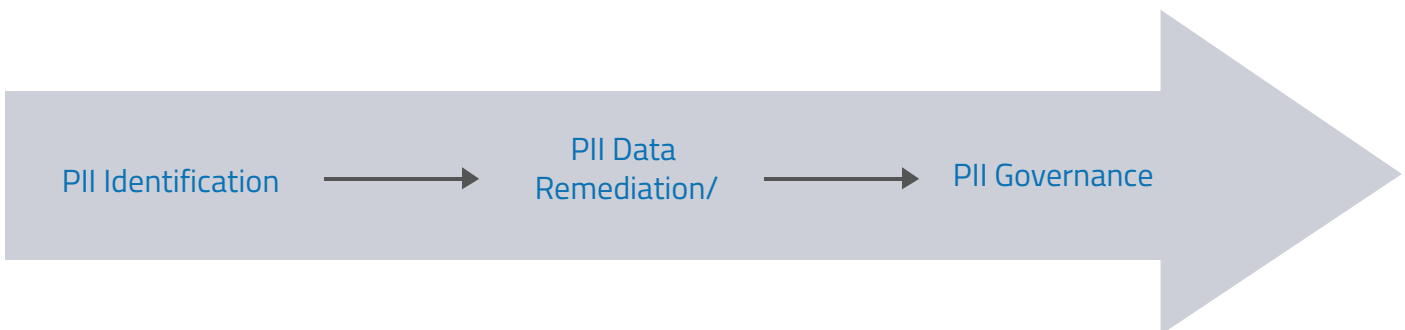 PII Identification
PII Data
Remediation/
PII Governance